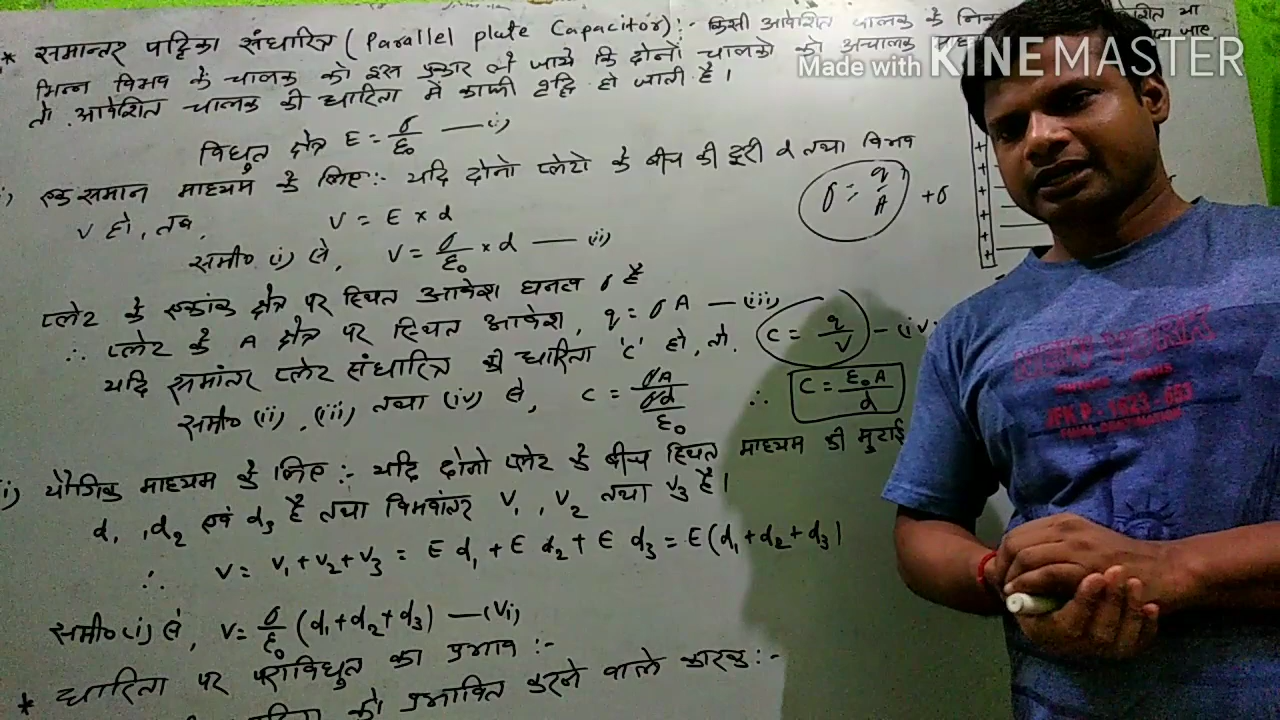 * समान्तर पट्टिका संधारित्र ( Parallel plate Capacitor) :- किसी आवेशित चालक के
Made with KINEMASTER
भिन्न विभव के चालक को इस प्रकार जाये कि दोनों चालको को अचालक
तो आवेशित चालक की धारिता में काफी वृद्धि हो जाती है।
विधुत क्षेत्र E = σ/ε₀ — (i)
एक समान माध्यम के लिए :- यदि दोनो प्लेटो के बीच की दूरी d तथा विभव
V हो, तब, V = E × d
σ = q/A +σ
समी० (i) से, V = σ/ε₀ × d — (ii)
प्लेट के एकांक क्षेत्र पर स्थित आवेश घनत्व σ है
∴ प्लेट के A क्षेत्र पर स्थित आवेश, q = σ A — (iii)
यदि समांतर प्लेट संधारित्र की धारिता 'C' हो, तो, C = q/V — (iv)
समी० (ii), (iii) तथा (iv) से, C = σA/(σd/ε₀) ∴ C = ε₀A/d
i) यौगिक माध्यम के लिए :- यदि दोनो प्लेट के बीच स्थित माध्यम की मुटाई
d₁, d₂ एवं d₃ है तथा विभवांतर V₁, V₂ तथा V₃ है।
∴ V = V₁ + V₂ + V₃ = E d₁ + E d₂ + E d₃ = E (d₁ + d₂ + d₃)
समी० (i) से, V = σ/ε₀ (d₁ + d₂ + d₃) — (Vi)
* धारिता पर पराविधुत का प्रभाव :-
को प्रभावित करने वाले कारक :-
JFKP - 1623 - 663